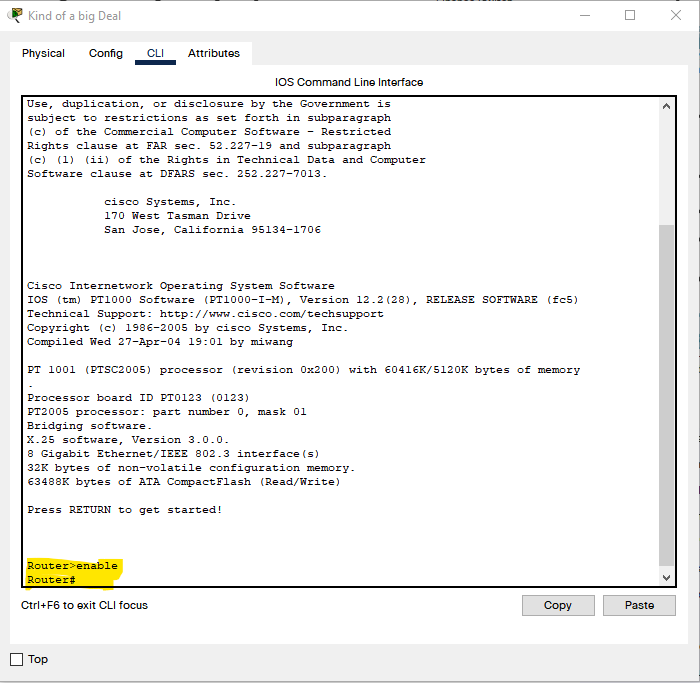 Kind of a big Deal
Physical Config CLI Attributes
IOS Command Line Interface
Use, duplication, or disclosure by the Government is
subject to restrictions as set forth in subparagraph
(c) of the Commercial Computer Software - Restricted
Rights clause at FAR sec. 52.227-19 and subparagraph
(c) (1) (ii) of the Rights in Technical Data and Computer
Software clause at DFARS sec. 252.227-7013.
cisco Systems, Inc.
170 West Tasman Drive
San Jose, California 95134-1706
Cisco Internetwork Operating System Software
IOS (tm) PT1000 Software (PT1000-I-M), Version 12.2(28), RELEASE SOFTWARE (fc5)
Technical Support: http://www.cisco.com/techsupport
Copyright (c) 1986-2005 by cisco Systems, Inc.
Compiled Wed 27-Apr-04 19:01 by miwang
PT 1001 (PTSC2005) processor (revision 0x200) with 60416K/5120K bytes of memory
.
Processor board ID PT0123 (0123)
PT2005 processor: part number 0, mask 01
Bridging software.
X.25 software, Version 3.0.0.
8 Gigabit Ethernet/IEEE 802.3 interface(s)
32K bytes of non-volatile configuration memory.
63488K bytes of ATA CompactFlash (Read/Write)
Press RETURN to get started!
Router>enable
Router#
Ctrl+F6 to exit CLI focus
Copy Paste
Top